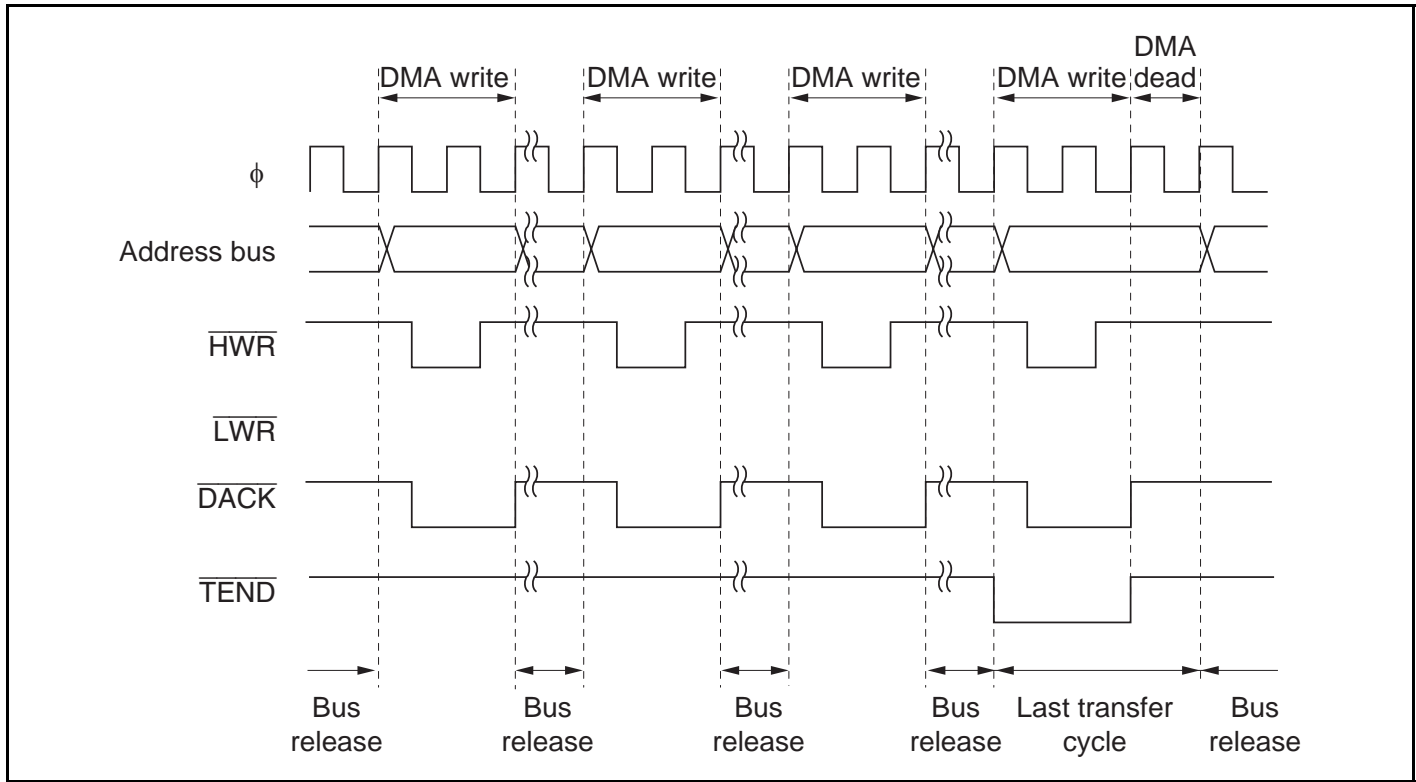 DMA
DMA write DMA write DMA write DMA write dead
ϕ
Address bus
HWR
LWR
DACK
TEND
Bus Bus Bus Bus Last transfer Bus
release release release release cycle release